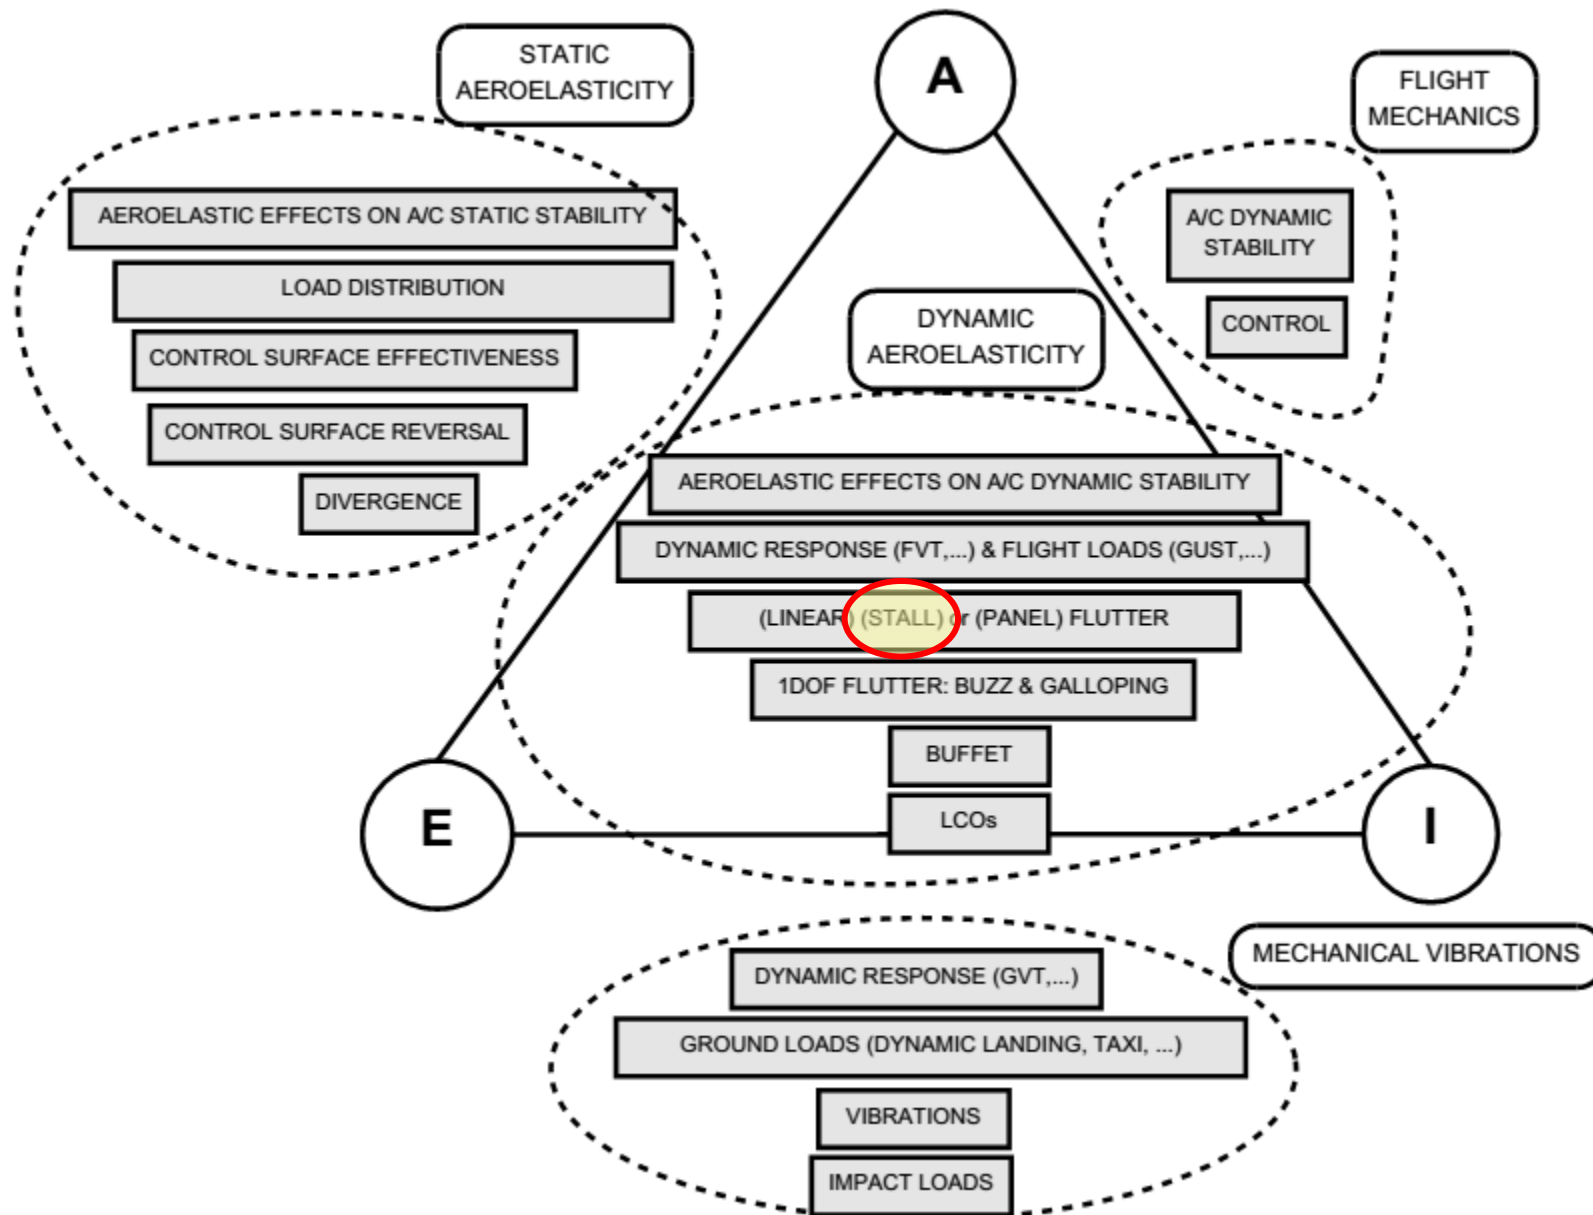 STATIC
AEROELASTICITY
A
FLIGHT
MECHANICS
AEROELASTIC EFFECTS ON A/C STATIC STABILITY
LOAD DISTRIBUTION
CONTROL SURFACE EFFECTIVENESS
CONTROL SURFACE REVERSAL
DIVERGENCE
A/C DYNAMIC
STABILITY
CONTROL
DYNAMIC
AEROELASTICITY
AEROELASTIC EFFECTS ON A/C DYNAMIC STABILITY
DYNAMIC RESPONSE (FVT,...) & FLIGHT LOADS (GUST,...)
(LINEAR) (STALL) or (PANEL) FLUTTER
1DOF FLUTTER: BUZZ & GALLOPING
BUFFET
LCOs
E
I
MECHANICAL VIBRATIONS
DYNAMIC RESPONSE (GVT,...)
GROUND LOADS (DYNAMIC LANDING, TAXI, ...)
VIBRATIONS
IMPACT LOADS